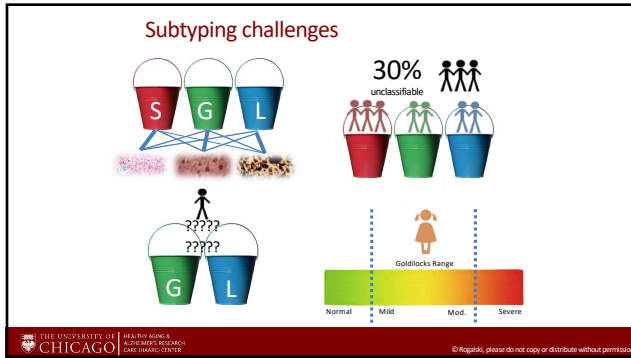 Subtyping challenges
S G L
30%
unclassifiable
?????
?????
G L
Goldilocks Range
Normal Mild Mod. Severe
THE UNIVERSITY OF
CHICAGO
HEALTHY AGING &
ALZHEIMER'S RESEARCH
CARE (HAARC) CENTER
© Rogalski, please do not copy or distribute without permission